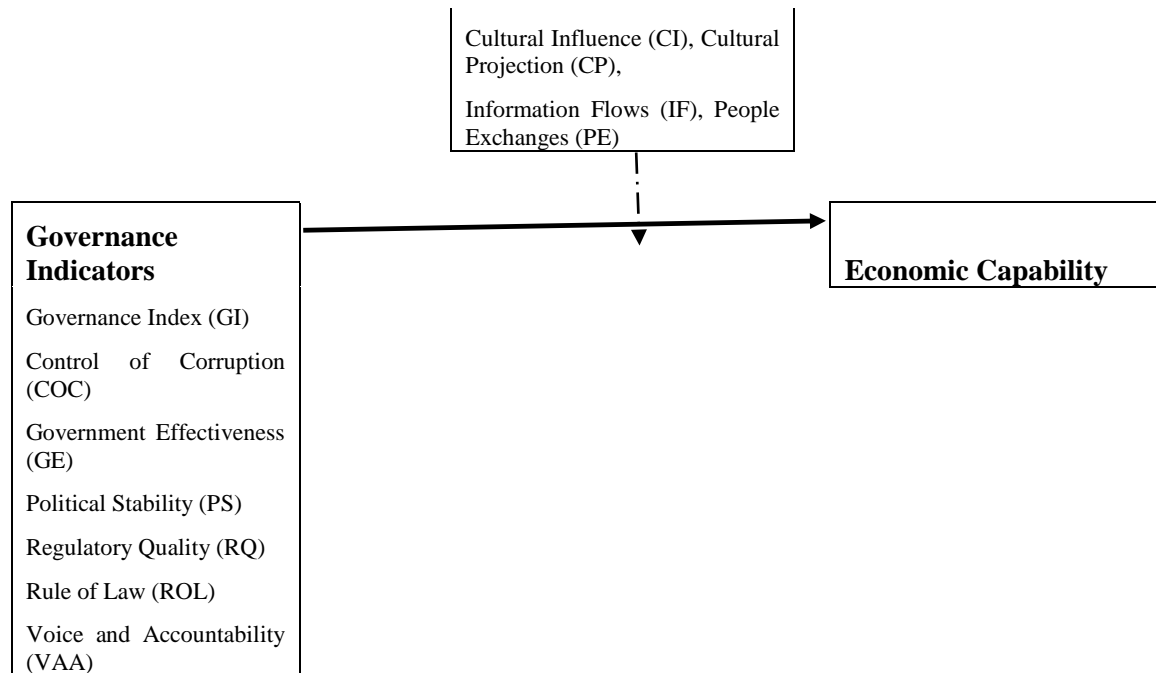 Cultural Influence (CI), Cultural
Projection (CP),
Information Flows (IF), People
Exchanges (PE)
Governance
Indicators
Governance Index (GI)
Control of Corruption
(COC)
Government Effectiveness
(GE)
Political Stability (PS)
Regulatory Quality (RQ)
Rule of Law (ROL)
Voice and Accountability
(VAA)
Economic Capability